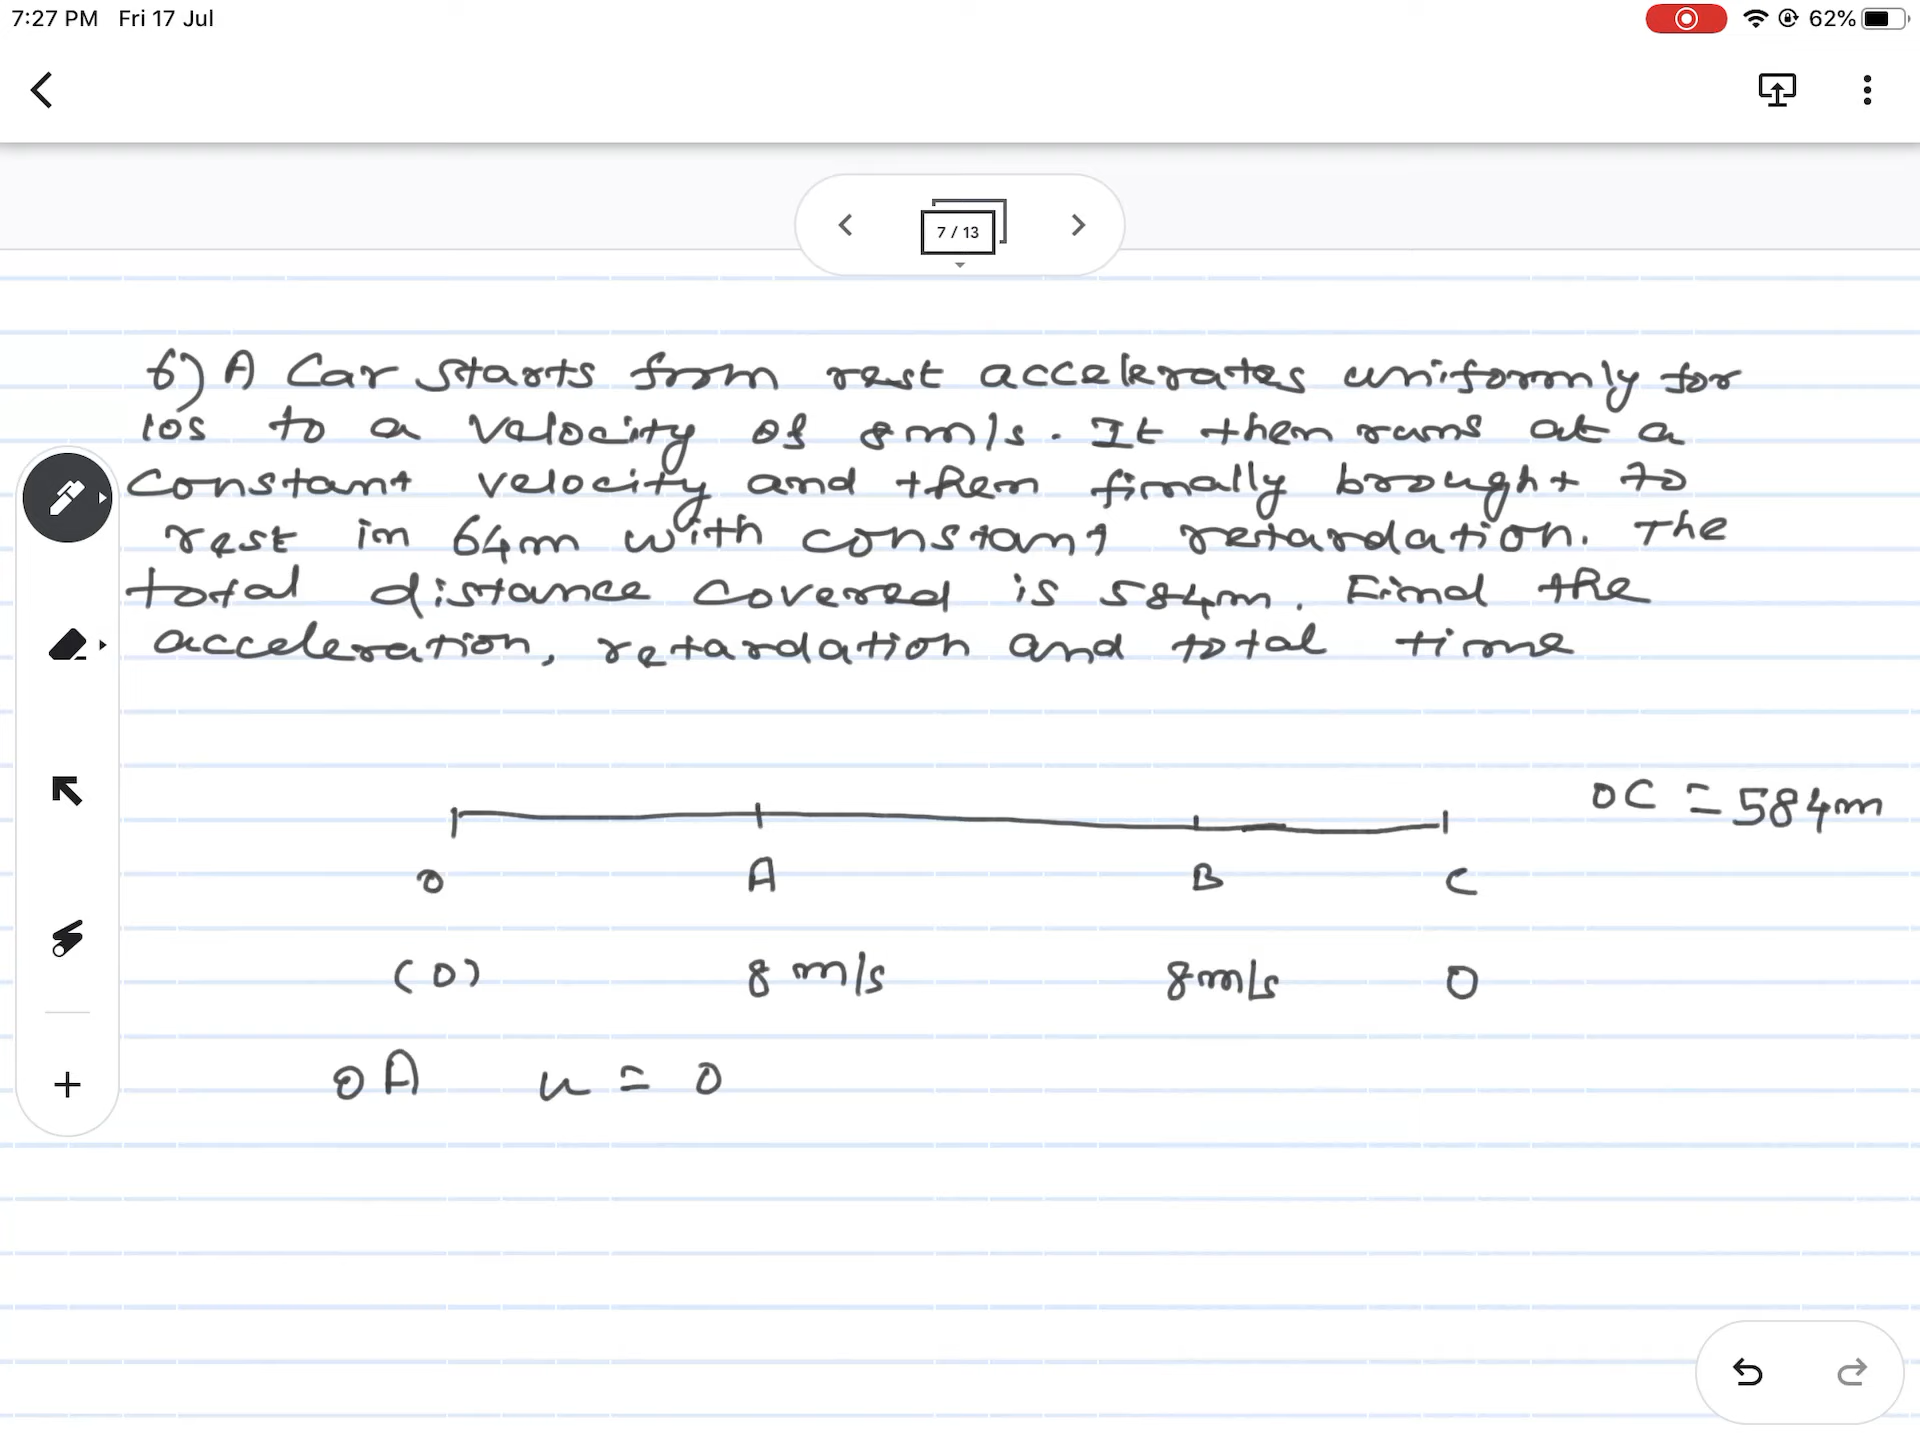 7:27 PM Fri 17 Jul
62%
7 / 13
6) A Car starts from rest accelerates uniformly for
10s to a velocity of 8m/s. It then runs at a
constant velocity and then finally brought to
rest in 64m with constant retardation. The
total distance covered is 584m. Find the
acceleration, retardation and total time
OC = 584m
O A B C
(0) 8 m/s 8m/s 0
OA u = 0